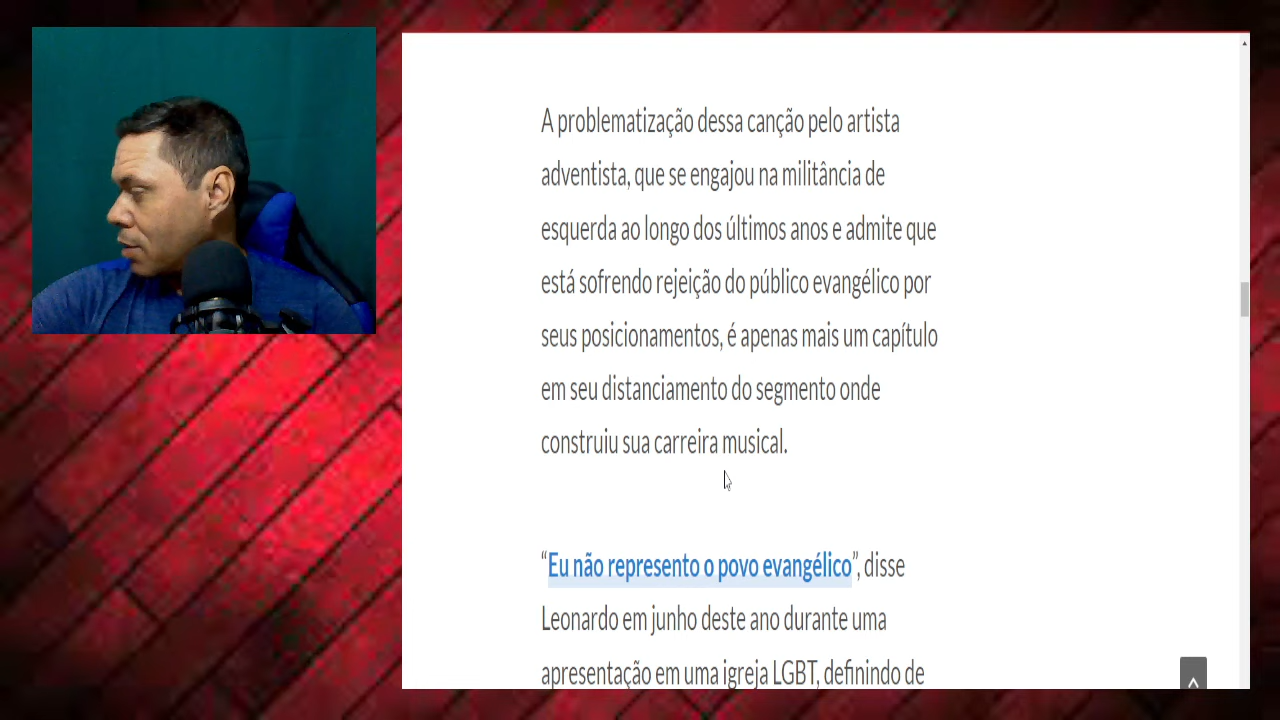 A problematização dessa canção pelo artista
adventista, que se engajou na militância de
esquerda ao longo dos últimos anos e admite que
está sofrendo rejeição do público evangélico por
seus posicionamentos, é apenas mais um capítulo
em seu distanciamento do segmento onde
construiu sua carreira musical.
“Eu não represento o povo evangélico”, disse
Leonardo em junho deste ano durante uma
apresentação em uma igreja LGBT, definindo de